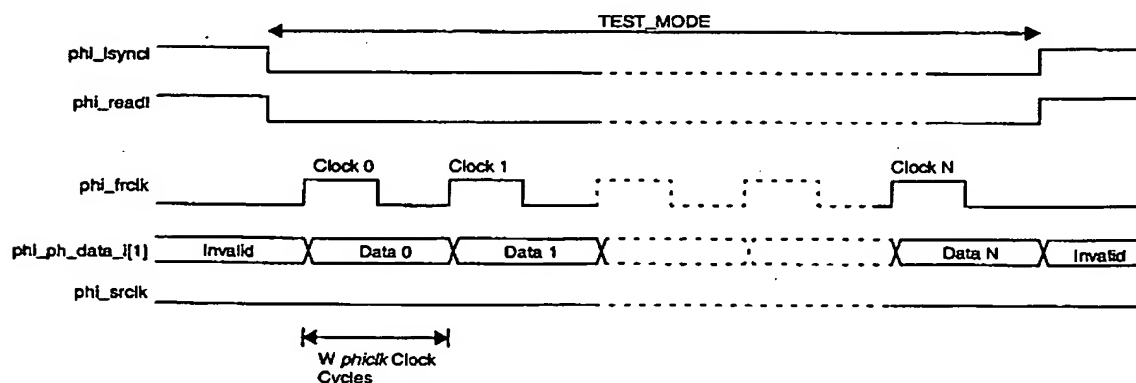 TEST_MODE
phi_lsyncl
phi_readl
phi_frclk
Clock 0
Clock 1
Clock N
phi_ph_data_i[1]
Invalid
Data 0
Data 1
Data N
Invalid
phi_srclk
W phiclk Clock
Cycles